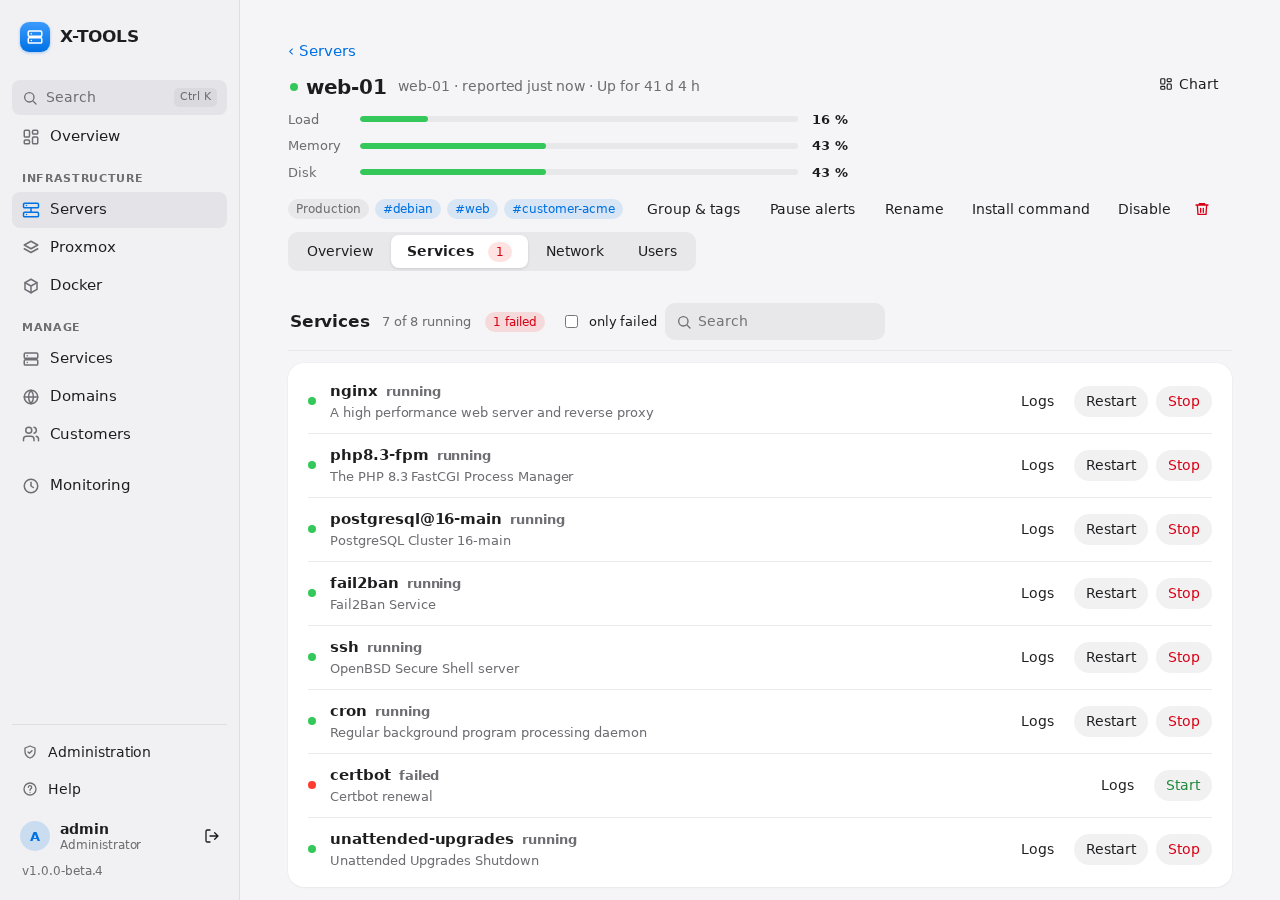 X-TOOLS
Search Ctrl K
Overview
INFRASTRUCTURE
Servers
Proxmox
Docker
MANAGE
Services
Domains
Customers
Monitoring
Administration
Help
A admin
Administrator
v1.0.0-beta.4
‹ Servers
web-01 web-01 · reported just now · Up for 41 d 4 h Chart
Load 16 %
Memory 43 %
Disk 43 %
Production #debian #web #customer-acme Group & tags Pause alerts Rename Install command Disable
Overview Services 1 Network Users
Services 7 of 8 running 1 failed only failed Search
nginx running
A high performance web server and reverse proxy
Logs Restart Stop
php8.3-fpm running
The PHP 8.3 FastCGI Process Manager
Logs Restart Stop
postgresql@16-main running
PostgreSQL Cluster 16-main
Logs Restart Stop
fail2ban running
Fail2Ban Service
Logs Restart Stop
ssh running
OpenBSD Secure Shell server
Logs Restart Stop
cron running
Regular background program processing daemon
Logs Restart Stop
certbot failed
Certbot renewal
Logs Start
unattended-upgrades running
Unattended Upgrades Shutdown
Logs Restart Stop